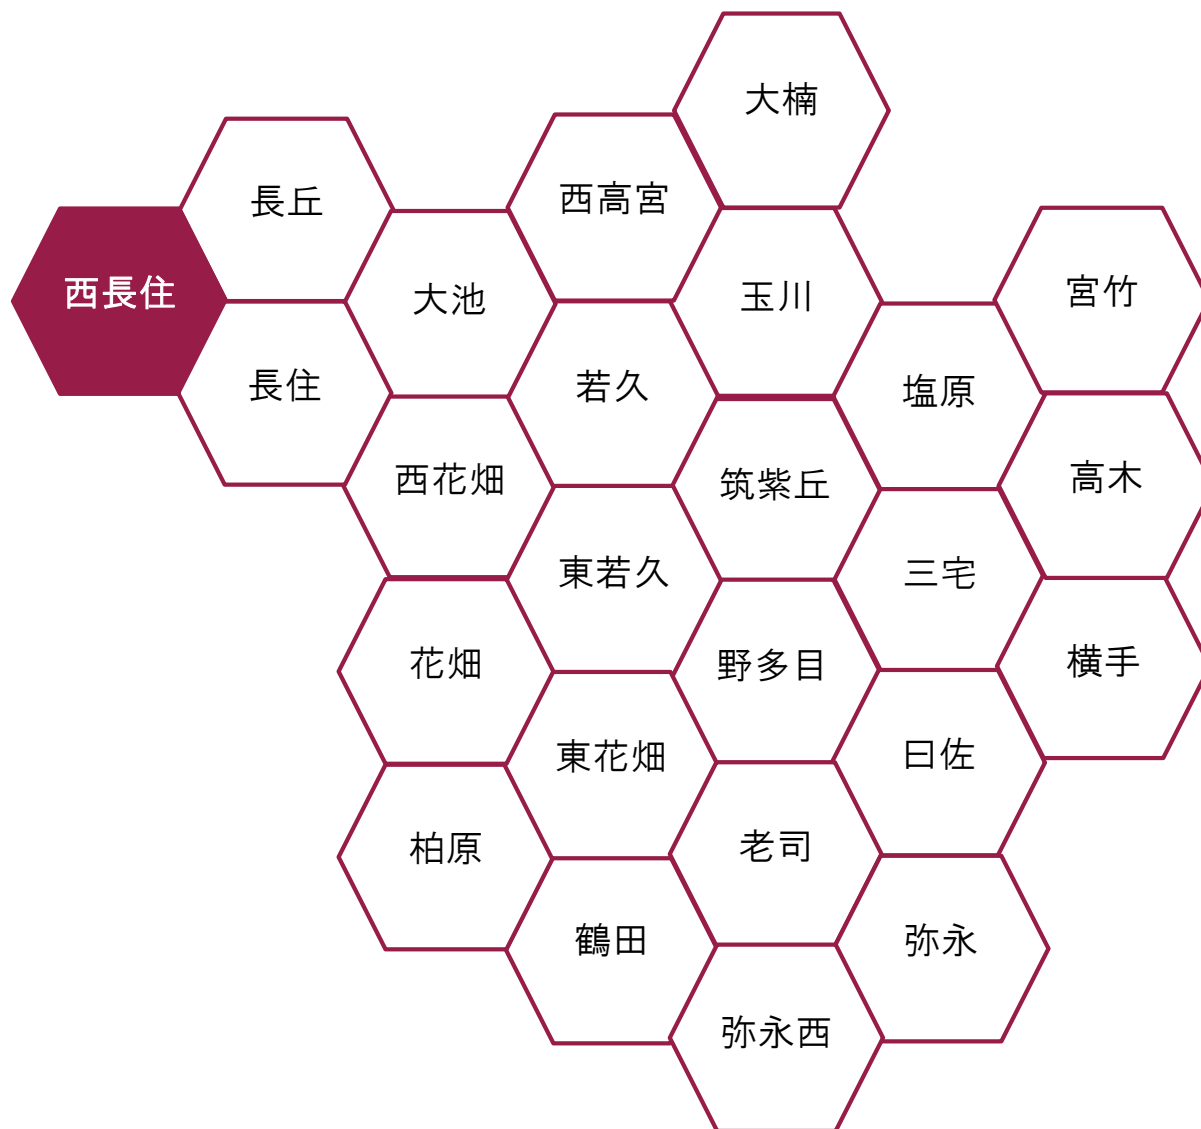 大楠
西高宮
長丘
宮竹
西長住
玉川
大池
長住
若久
塩原
高木
西花畑
筑紫丘
東若久
三宅
横手
花畑
野多目
曰佐
東花畑
老司
柏原
鶴田
弥永
弥永西